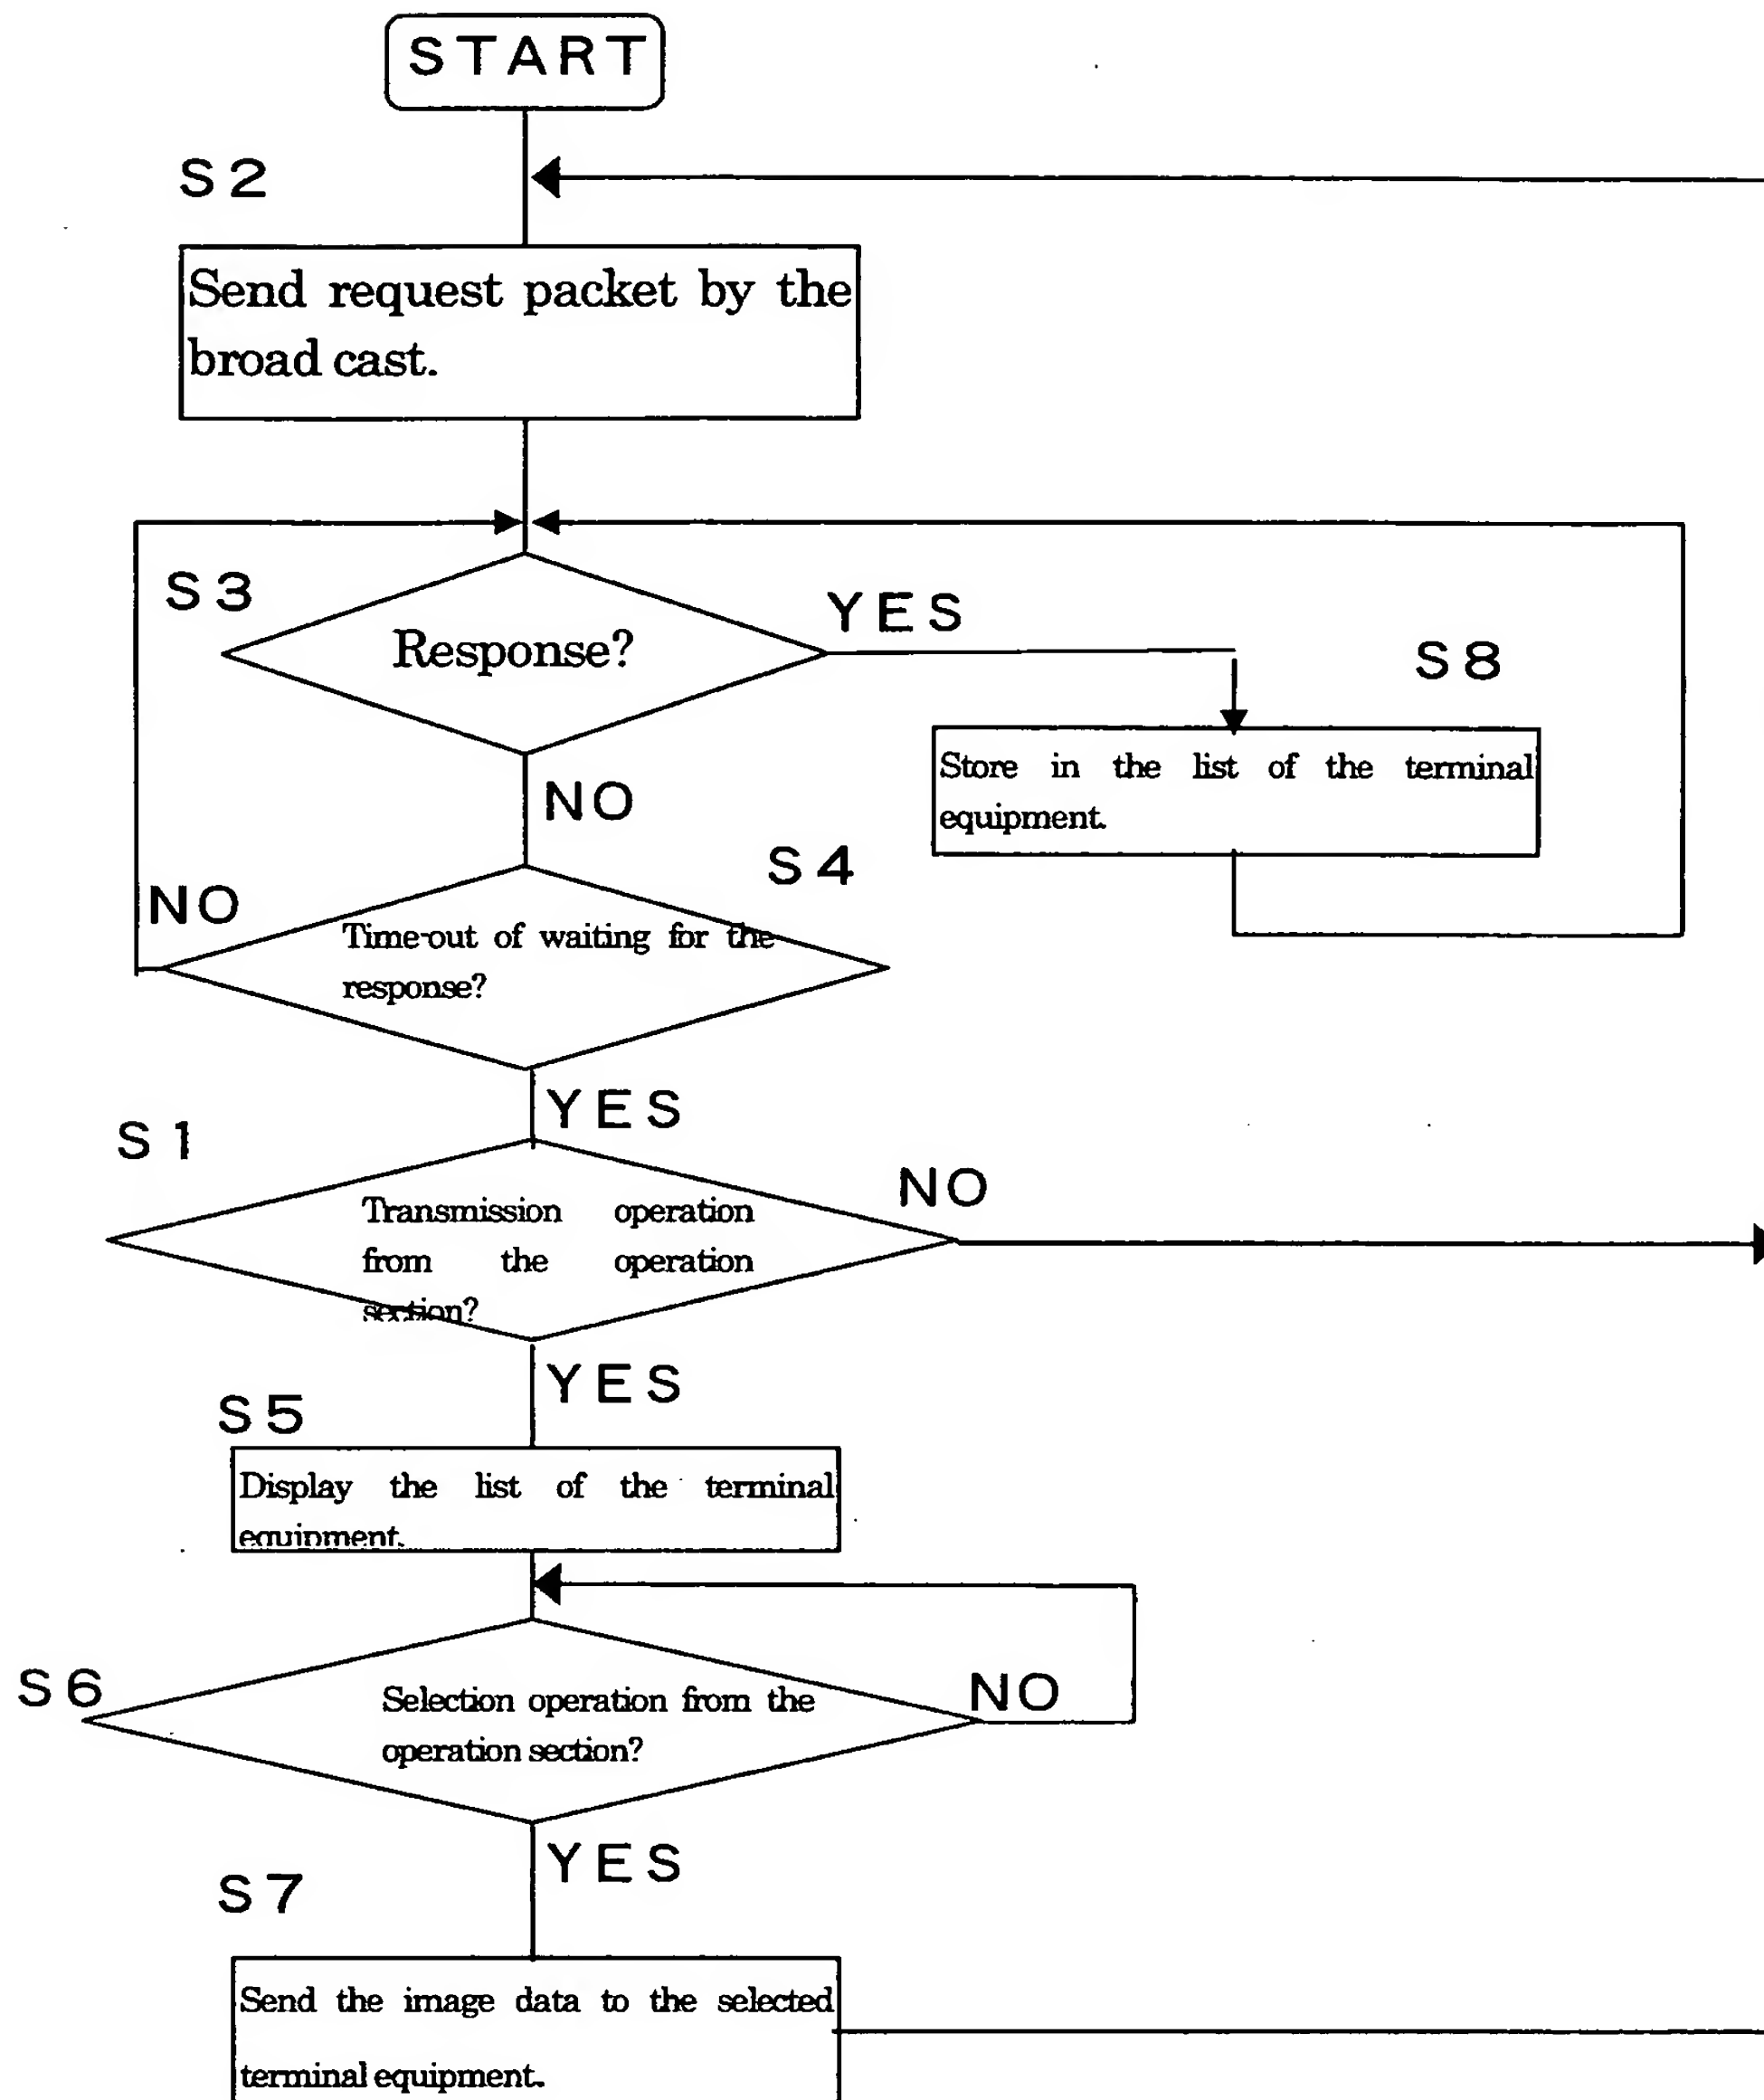 START
S2
Send request packet by the
broad cast.
S3
Response?
YES
S8
Store in the list of the terminal
equipment.
NO
S4
NO
Time-out of waiting for the
response?
YES
S1
NO
Transmission operation
from the operation
section?
YES
S5
Display the list of the terminal
equipment.
S6
Selection operation from the
operation section?
NO
YES
S7
Send the image data to the selected
terminal equipment.